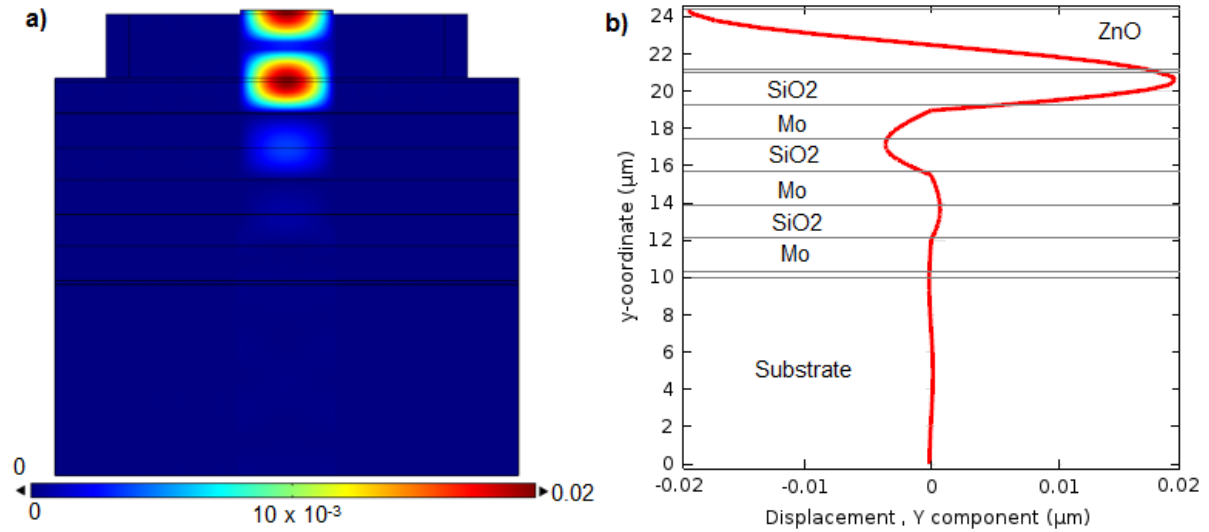 a)
0
0
10 x 10⁻³
0.02
b)
24
22
20
18
16
14
12
10
8
6
4
2
0
y-coordinate (μm)
ZnO
SiO2
Mo
SiO2
Mo
SiO2
Mo
Substrate
-0.02
-0.01
0
0.01
0.02
Displacement , Y component (μm)